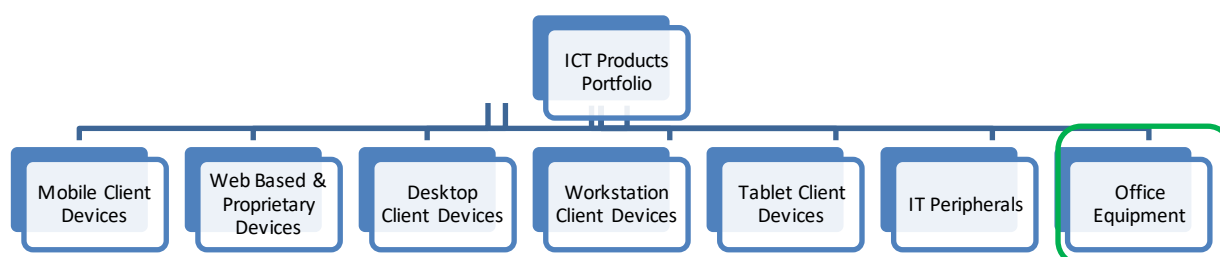 ICT Products
Portfolio
Mobile Client
Devices
Web Based &
Proprietary
Devices
Desktop
Client Devices
Workstation
Client Devices
Tablet Client
Devices
IT Peripherals
Office
Equipment